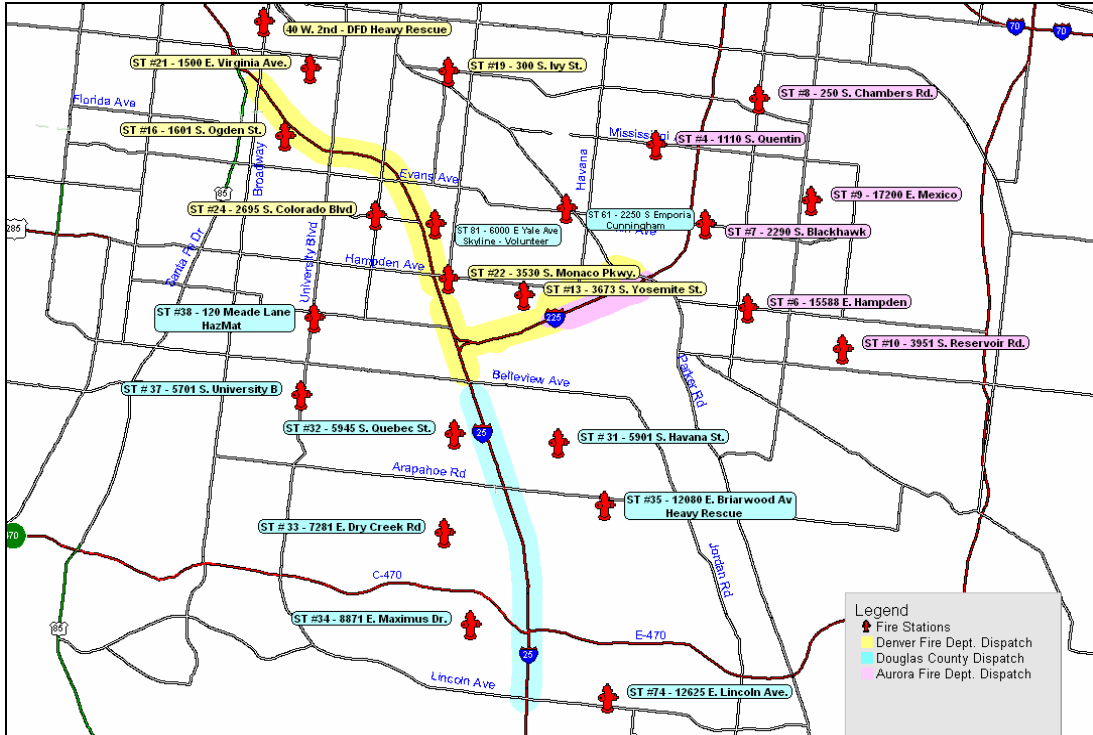 40 W. 2nd - DFD Heavy Rescue
70
70
ST #21 - 1500 E. Virginia Ave.
ST #19 - 300 S. Ivy St.
ST #8 - 250 S. Chambers Rd.
Florida Ave
ST #16 - 1601 S. Ogden St.
Mississippi
ST #4 - 1110 S. Quentin
Broadway
Evans Ave
Havana
85
ST #9 - 17200 E. Mexico
ST #24 - 2695 S. Colorado Blvd
ST 61 - 2250 S Emporia
Cunningham
285
ST 81 - 6000 E Yale Ave
Skyline - Volunteer
Ave
ST #7 - 2290 S. Blackhawk
Santa Fe Dr
University Blvd
Hampden Ave
ST #22 - 3530 S. Monaco Pkwy.
ST #13 - 3673 S. Yosemite St.
ST #38 - 120 Meade Lane
HazMat
225
ST #6 - 15588 E. Hampden
ST #10 - 3951 S. Reservoir Rd.
Parker Rd
Belleview Ave
ST # 37 - 5701 S. University B
ST #32 - 5945 S. Quebec St.
25
ST # 31 - 5901 S. Havana St.
Arapahoe Rd
ST #35 - 12080 E. Briarwood Av
Heavy Rescue
ST # 33 - 7281 E. Dry Creek Rd
470
Jordan Rd
C-470
ST #34 - 8871 E. Maximus Dr.
85
E-470
25
Lincoln Ave
ST #74 - 12625 E. Lincoln Ave.
Legend
Fire Stations
Denver Fire Dept. Dispatch
Douglas County Dispatch
Aurora Fire Dept. Dispatch